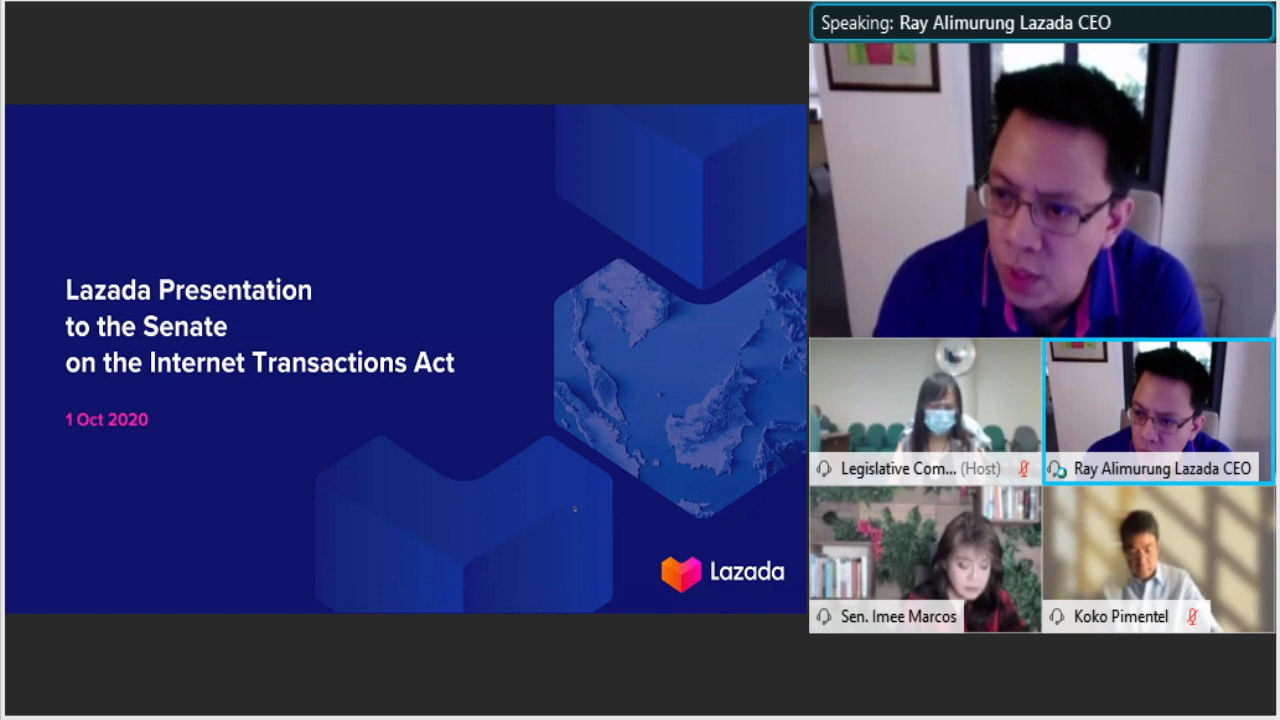 Speaking: Ray Alimurung Lazada CEO
Lazada Presentation
to the Senate
on the Internet Transactions Act
1 Oct 2020
Lazada
Legislative Com... (Host)
Ray Alimurung Lazada CEO
Sen. Imee Marcos
Koko Pimentel